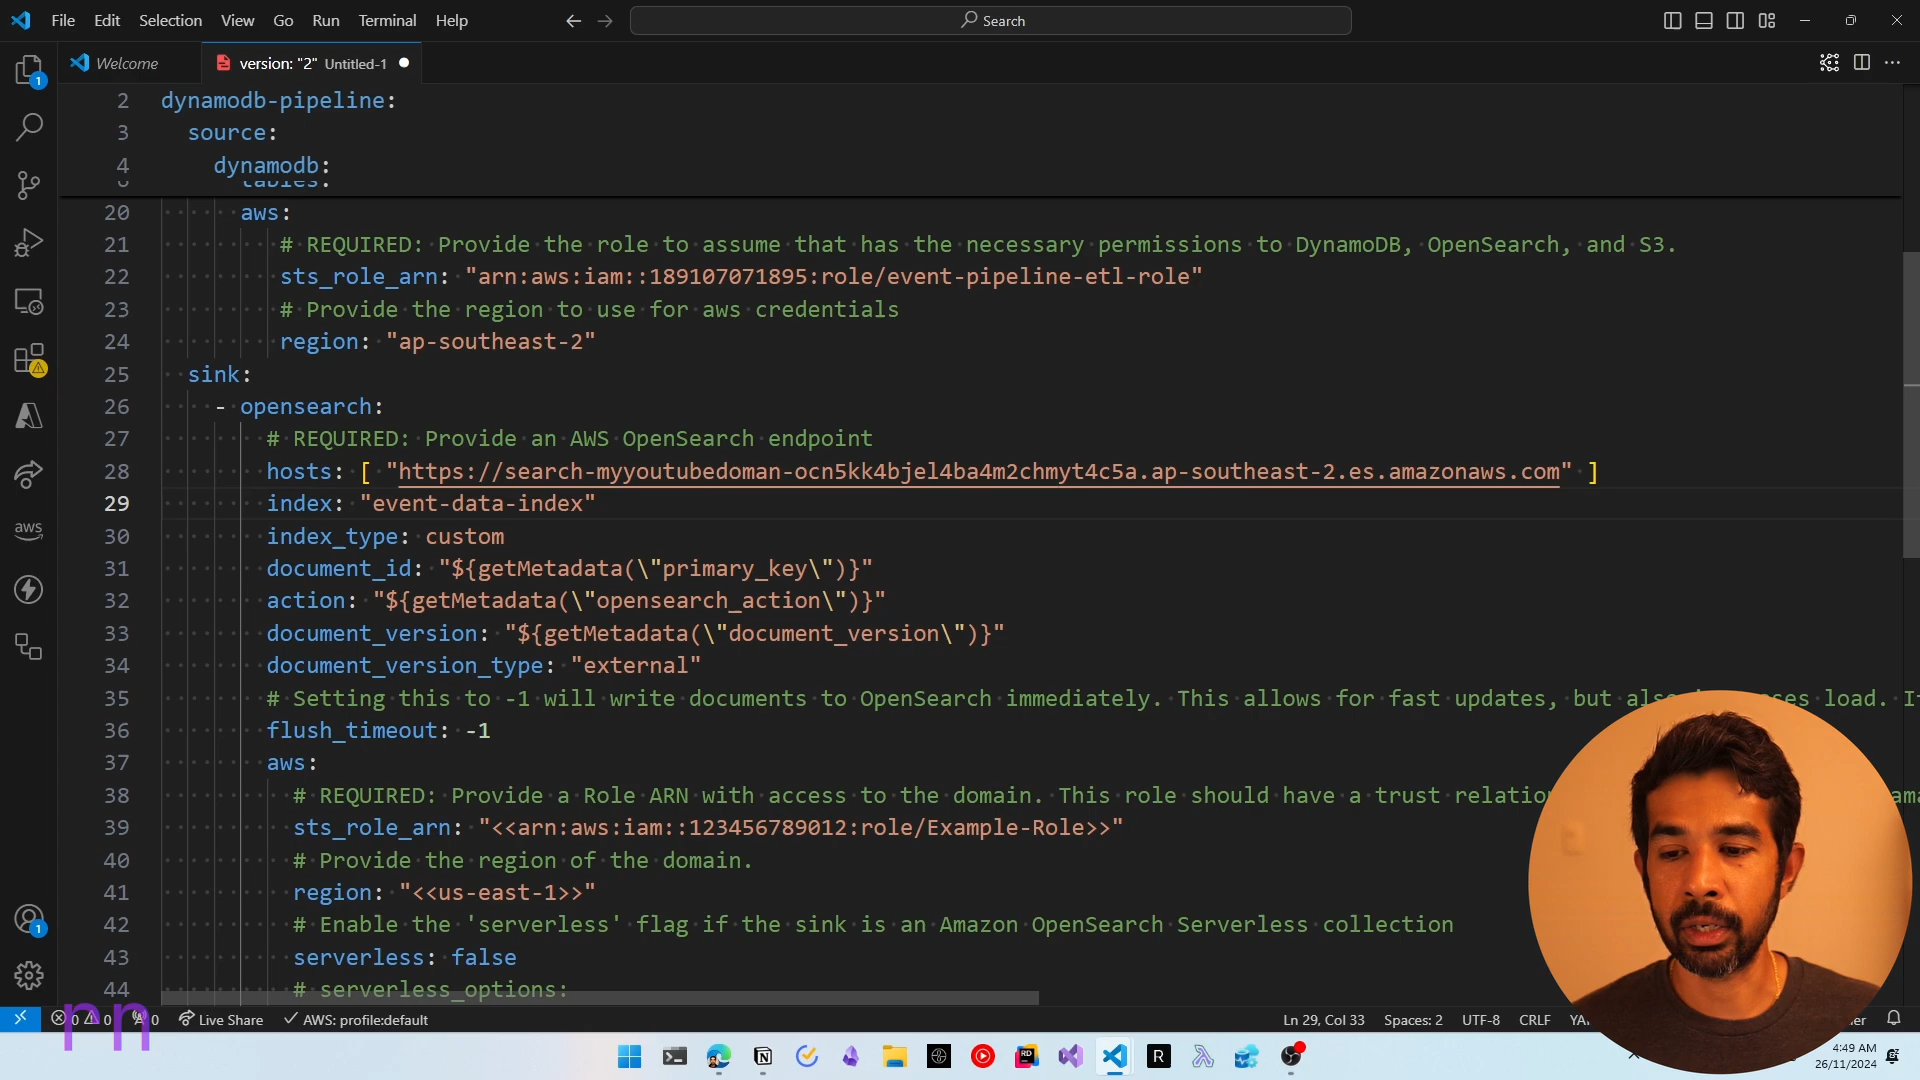 File Edit Selection View Go Run Terminal Help
Search
Welcome
version: "2" Untitled-1
2 dynamodb-pipeline:
3 source:
4 dynamodb:
6 tables:
20 aws:
21 # REQUIRED: Provide the role to assume that has the necessary permissions to DynamoDB, OpenSearch, and S3.
22 sts_role_arn: "arn:aws:iam::189107071895:role/event-pipeline-etl-role"
23 # Provide the region to use for aws credentials
24 region: "ap-southeast-2"
25 sink:
26 - opensearch:
27 # REQUIRED: Provide an AWS OpenSearch endpoint
28 hosts: [ "https://search-myyoutubedoman-ocn5kk4bjel4ba4m2chmyt4c5a.ap-southeast-2.es.amazonaws.com" ]
29 index: "event-data-index"
30 index_type: custom
31 document_id: "${getMetadata(\"primary_key\")}"
32 action: "${getMetadata(\"opensearch_action\")}"
33 document_version: "${getMetadata(\"document_version\")}"
34 document_version_type: "external"
35 # Setting this to -1 will write documents to OpenSearch immediately. This allows for fast updates, but load.
36 flush_timeout: -1
37 aws:
38 # REQUIRED: Provide a Role ARN with access to the domain. This role should have a trust
39 sts_role_arn: "<<arn:aws:iam::123456789012:role/Example-Role>>"
40 # Provide the region of the domain.
41 region: "<<us-east-1>>"
42 # Enable the 'serverless' flag if the sink is an Amazon OpenSearch Serverless collection
43 serverless: false
44 # serverless_options:
aws
1
1
0 0 0 Live Share AWS: profile:default
Ln 29, Col 33 Spaces: 2 UTF-8 CRLF
4:49 AM
26/11/2024